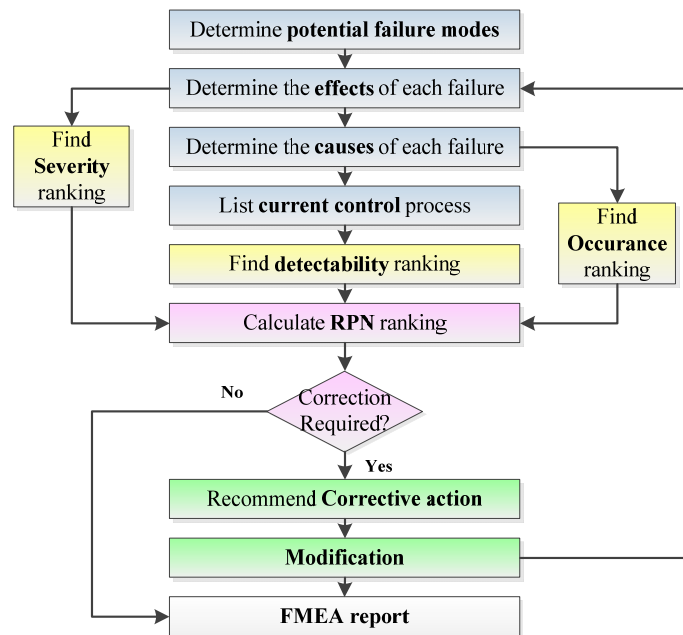 Determine potential failure modes
Determine the effects of each failure
Find
Severity
ranking
Determine the causes of each failure
List current control process
Find
Occurance
ranking
Find detectability ranking
Calculate RPN ranking
No
Correction
Required?
Yes
Recommend Corrective action
Modification
FMEA report